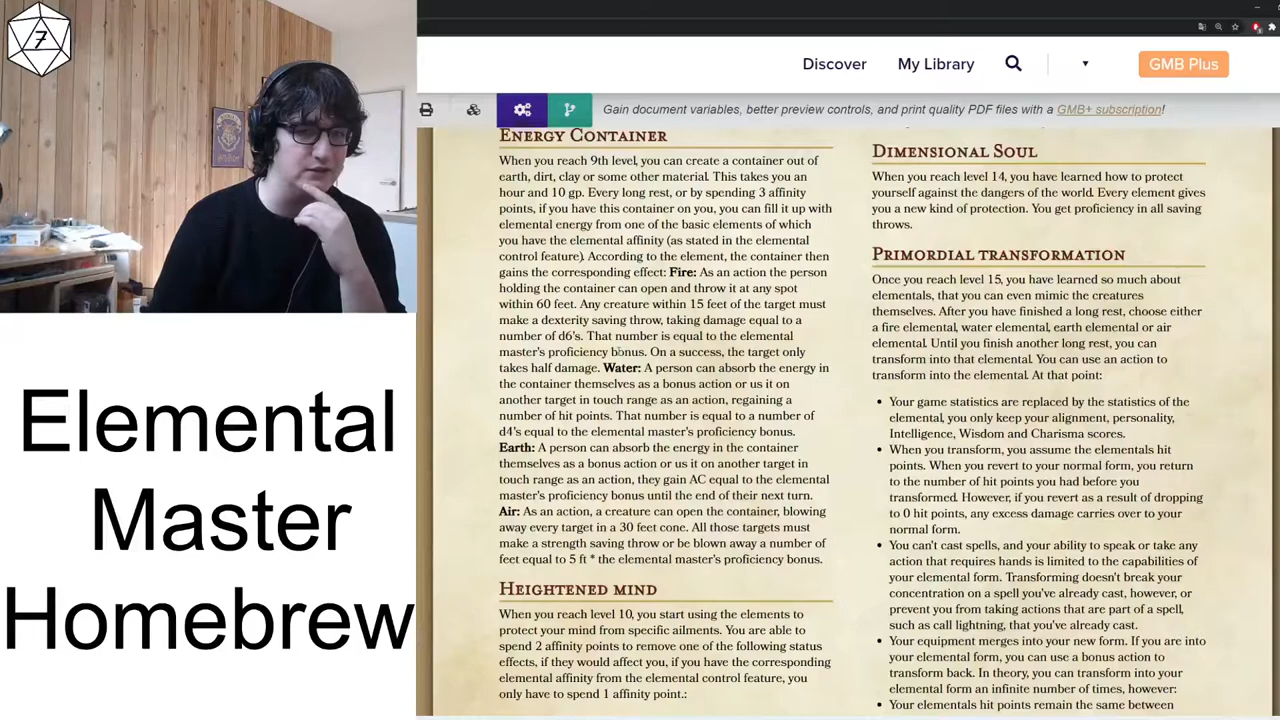 7
Discover
My Library
GMB Plus
Gain document variables, better preview controls, and print quality PDF files with a GMB+ subscription!
ENERGY CONTAINER
When you reach 9th level, you can create a container out of
earth, dirt, clay or some other material. This takes you an
hour and 10 gp. Every long rest, or by spending 3 affinity
points, if you have this container on you, you can fill it up with
elemental energy from one of the basic elements of which
you have the elemental affinity (as stated in the elemental
control feature). According to the element, the container then
gains the corresponding effect: Fire: As an action the person
holding the container can open and throw it at any spot
within 60 feet. Any creature within 15 feet of the target must
make a dexterity saving throw, taking damage equal to a
number of d6's. That number is equal to the elemental
master's proficiency bonus. On a success, the target only
takes half damage. Water: A person can absorb the energy in
the container themselves as a bonus action or us it on
another target in touch range as an action, regaining a
number of hit points. That number is equal to a number of
d4's equal to the elemental master's proficiency bonus.
Earth: A person can absorb the energy in the container
themselves as a bonus action or us it on another target in
touch range as an action, they gain AC equal to the elemental
master's proficiency bonus until the end of their next turn.
Air: As an action, a creature can open the container, blowing
away every target in a 30 feet cone. All those targets must
make a strength saving throw or be blown away a number of
feet equal to 5 ft * the elemental master's proficiency bonus.
HEIGHTENED MIND
When you reach level 10, you start using the elements to
protect your mind from specific ailments. You are able to
spend 2 affinity points to remove one of the following status
effects, if they would affect you, if you have the corresponding
elemental affinity from the elemental control feature, you
only have to spend 1 affinity point.:
DIMENSIONAL SOUL
When you reach level 14, you have learned how to protect
yourself against the dangers of the world. Every element gives
you a new kind of protection. You get proficiency in all saving
throws.
PRIMORDIAL TRANSFORMATION
Once you reach level 15, you have learned so much about
elementals, that you can even mimic the creatures
themselves. After you have finished a long rest, choose either
a fire elemental, water elemental, earth elemental or air
elemental. Until you finish another long rest, you can
transform into that elemental. You can use an action to
transform into the elemental. At that point:
• Your game statistics are replaced by the statistics of the
elemental, you only keep your alignment, personality,
Intelligence, Wisdom and Charisma scores.
• When you transform, you assume the elementals hit
points. When you revert to your normal form, you return
to the number of hit points you had before you
transformed. However, if you revert as a result of dropping
to 0 hit points, any excess damage carries over to your
normal form.
• You can't cast spells, and your ability to speak or take any
action that requires hands is limited to the capabilities of
your elemental form. Transforming doesn't break your
concentration on a spell you've already cast, however, or
prevent you from taking actions that are part of a spell,
such as call lightning, that you've already cast.
• Your equipment merges into your new form. If you are into
your elemental form, you can use a bonus action to
transform back. In theory, you can transform into your
elemental form an infinite number of times, however:
• Your elementals hit points remain the same between
Elemental
Master
Homebrew